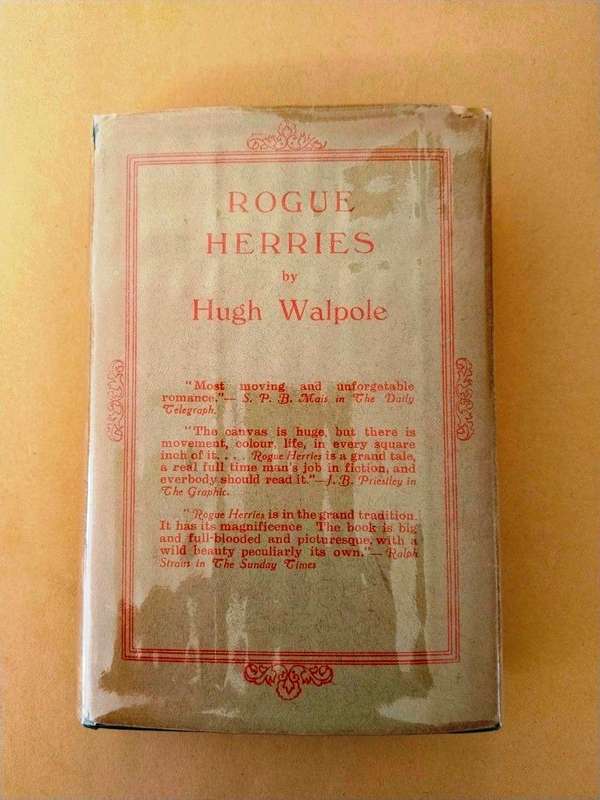 ROGUE
HERRIES
by
Hugh Walpole
"Most moving and unforgetable
romance."— S. P. B. Mais in The Daily
Telegraph.
"The canvas is huge, but there is
movement, colour, life, in every square
inch of it. . . . Rogue Herries is a grand tale,
a real full time man's job in fiction, and
everybody should read it."—J. B. Priestley in
The Graphic.
"Rogue Herries is in the grand tradition.
It has its magnificence. The book is big
and full-blooded and picturesque, with a
wild beauty peculiarly its own."— Ralph
Straus in The Sunday Times